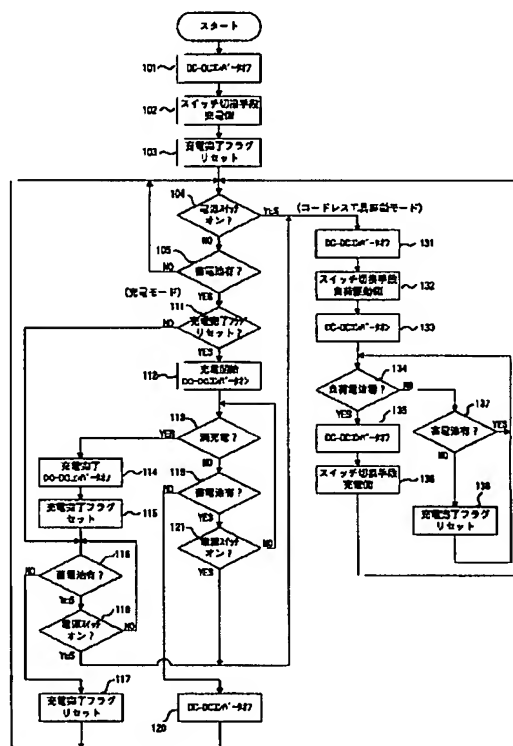 スタート
101
DC-DCコンバータオフ
102
スイッチ切換手段
充電側
103
充電完了フラグ
リセット
104
電源スイッチ
オン?
YES
(コードレス工具駆動モード)
NO
105
蓄電池有?
NO
YES
(充電モード)
111
充電完了フラグ
リセット?
NO
YES
112
充電開始
DC-DCコンバータオン
113
満充電?
YES
NO
114
充電完了
DC-DCコンバータオフ
115
充電完了フラグ
セット
119
蓄電池有?
NO
YES
121
電源スイッチ
オン?
NO
YES
116
蓄電池有?
NO
YES
118
電源スイッチ
オン?
NO
YES
117
充電完了フラグ
リセット
120
DC-DCコンバータオフ
131
DC-DCコンバータオフ
132
スイッチ切換手段
負荷駆動側
133
DC-DCコンバータオン
134
NO
YES
135
DC-DCコンバータオフ
136
スイッチ切換手段
充電側
137
蓄電池有?
YES
NO
138
充電完了フラグ
リセット